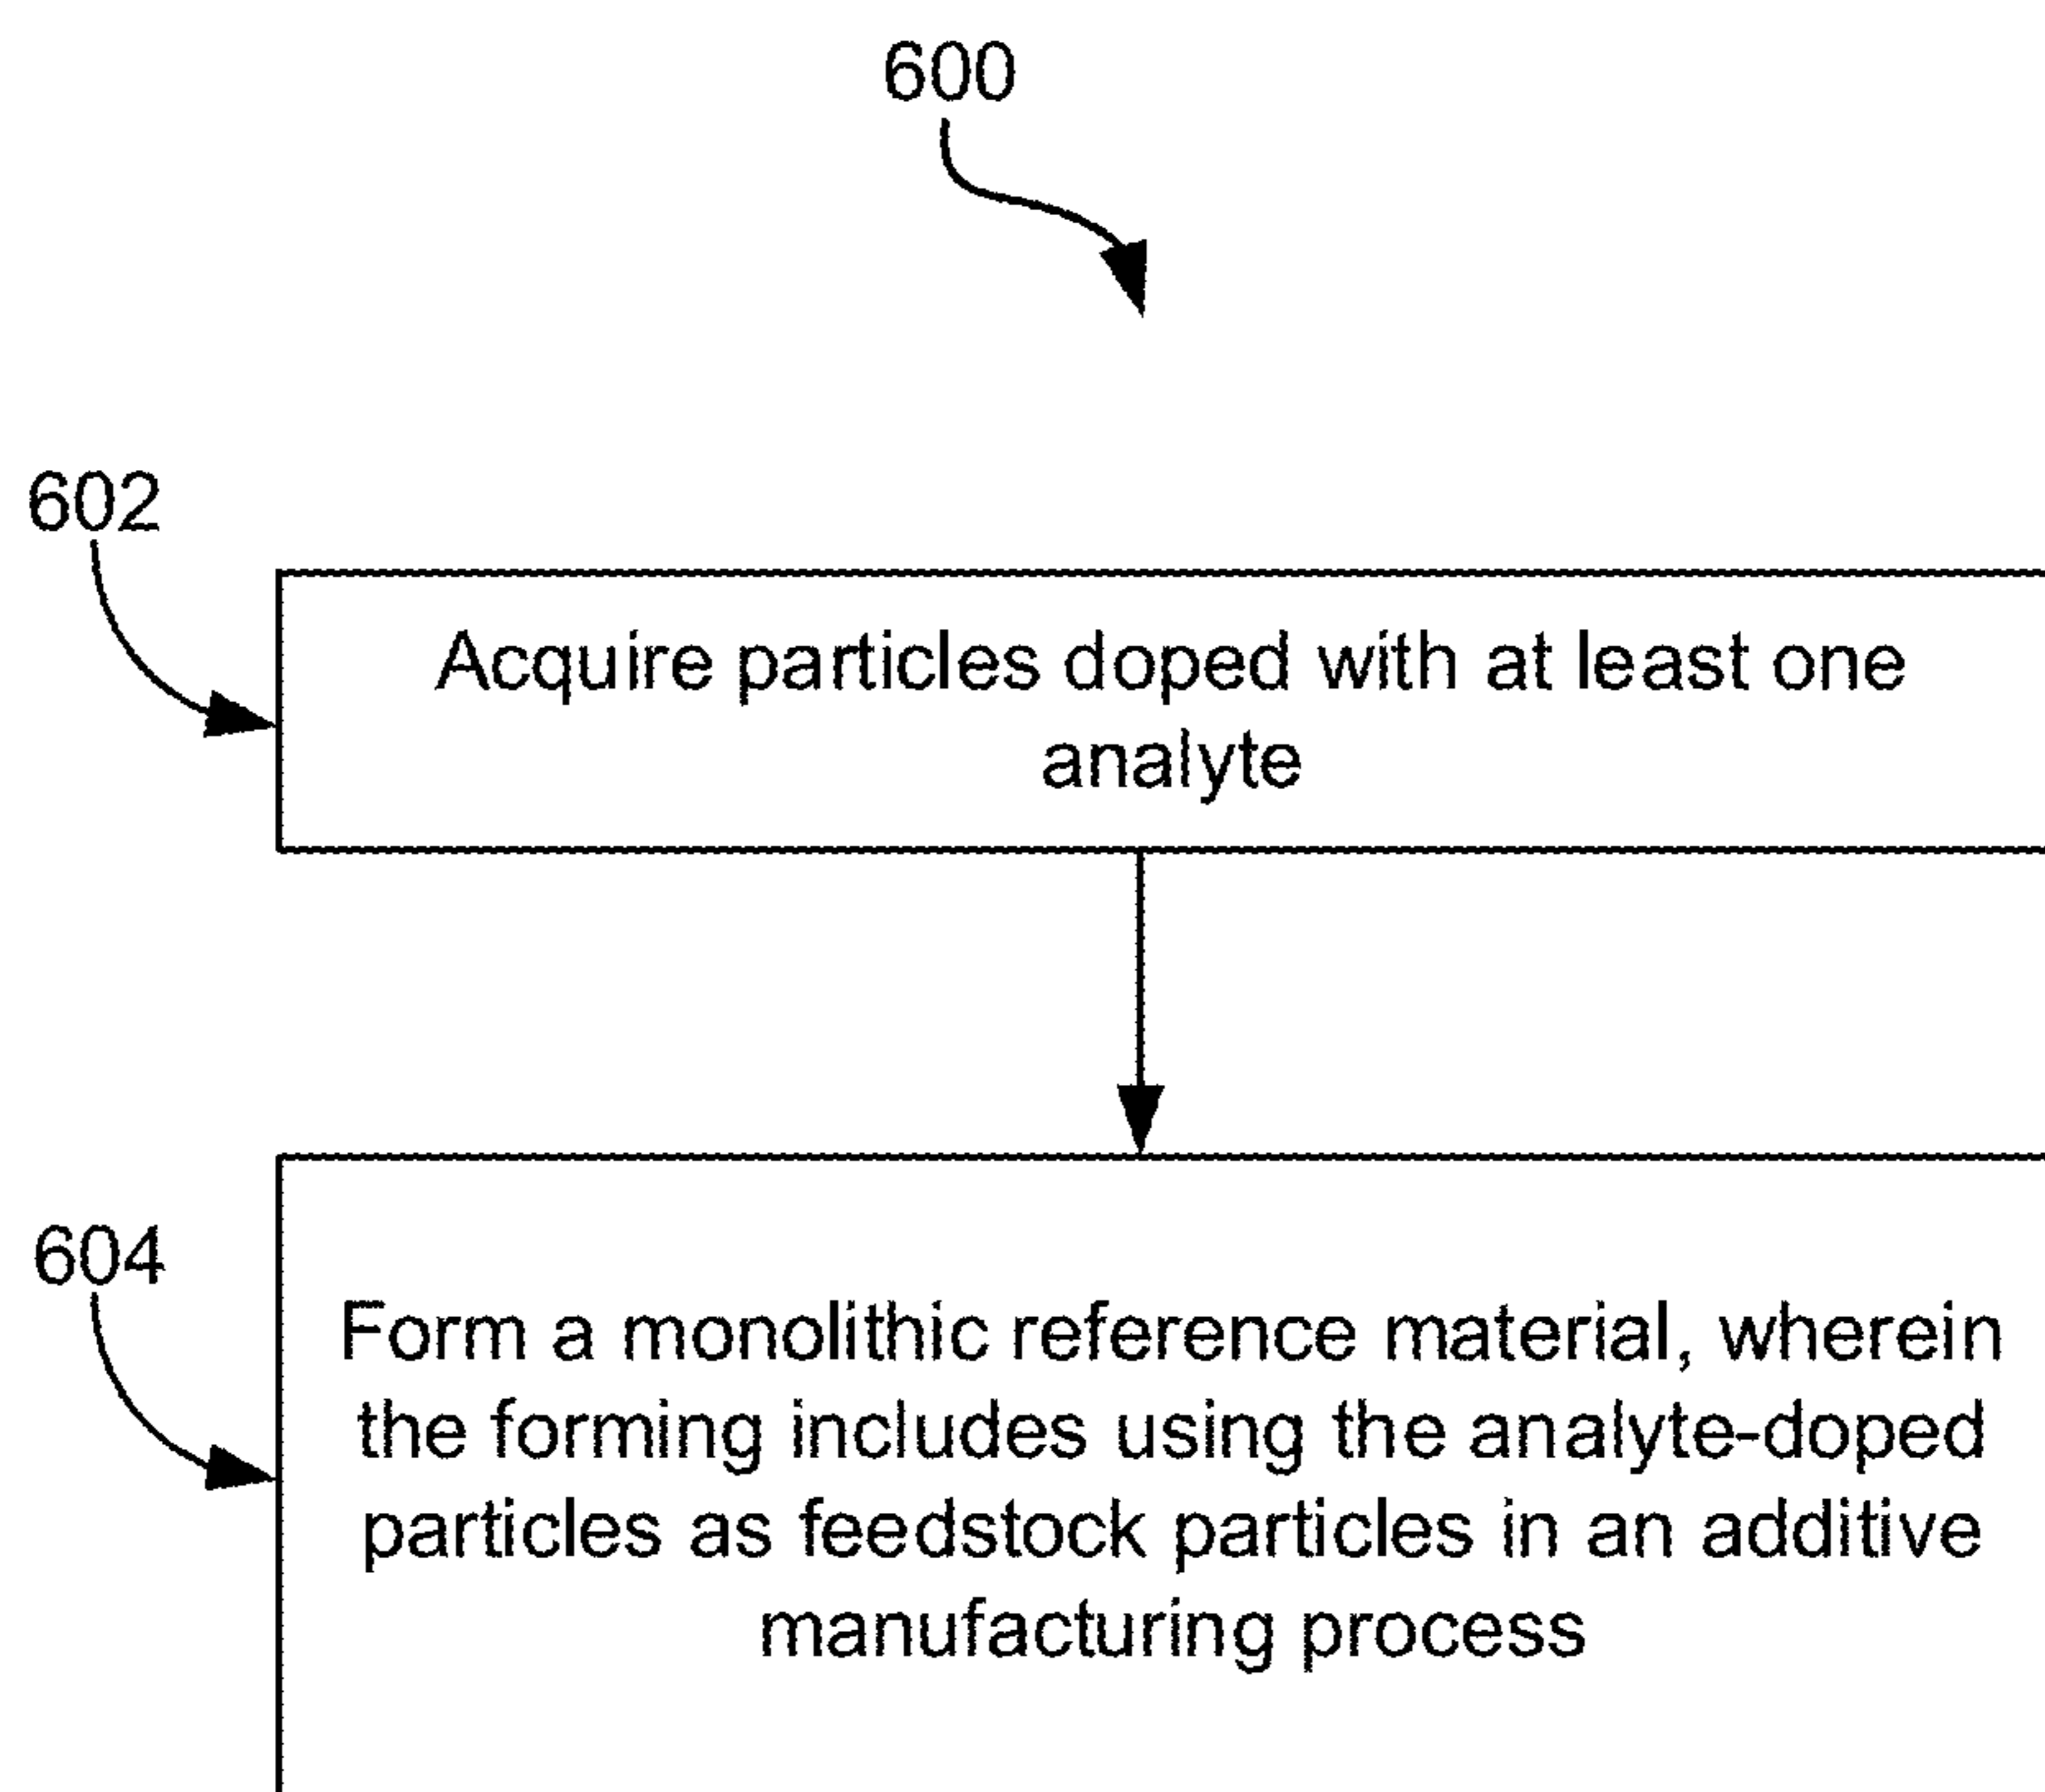 600
602
Acquire particles doped with at least one
analyte
604
Form a monolithic reference material, wherein
the forming includes using the analyte-doped
particles as feedstock particles in an additive
manufacturing process